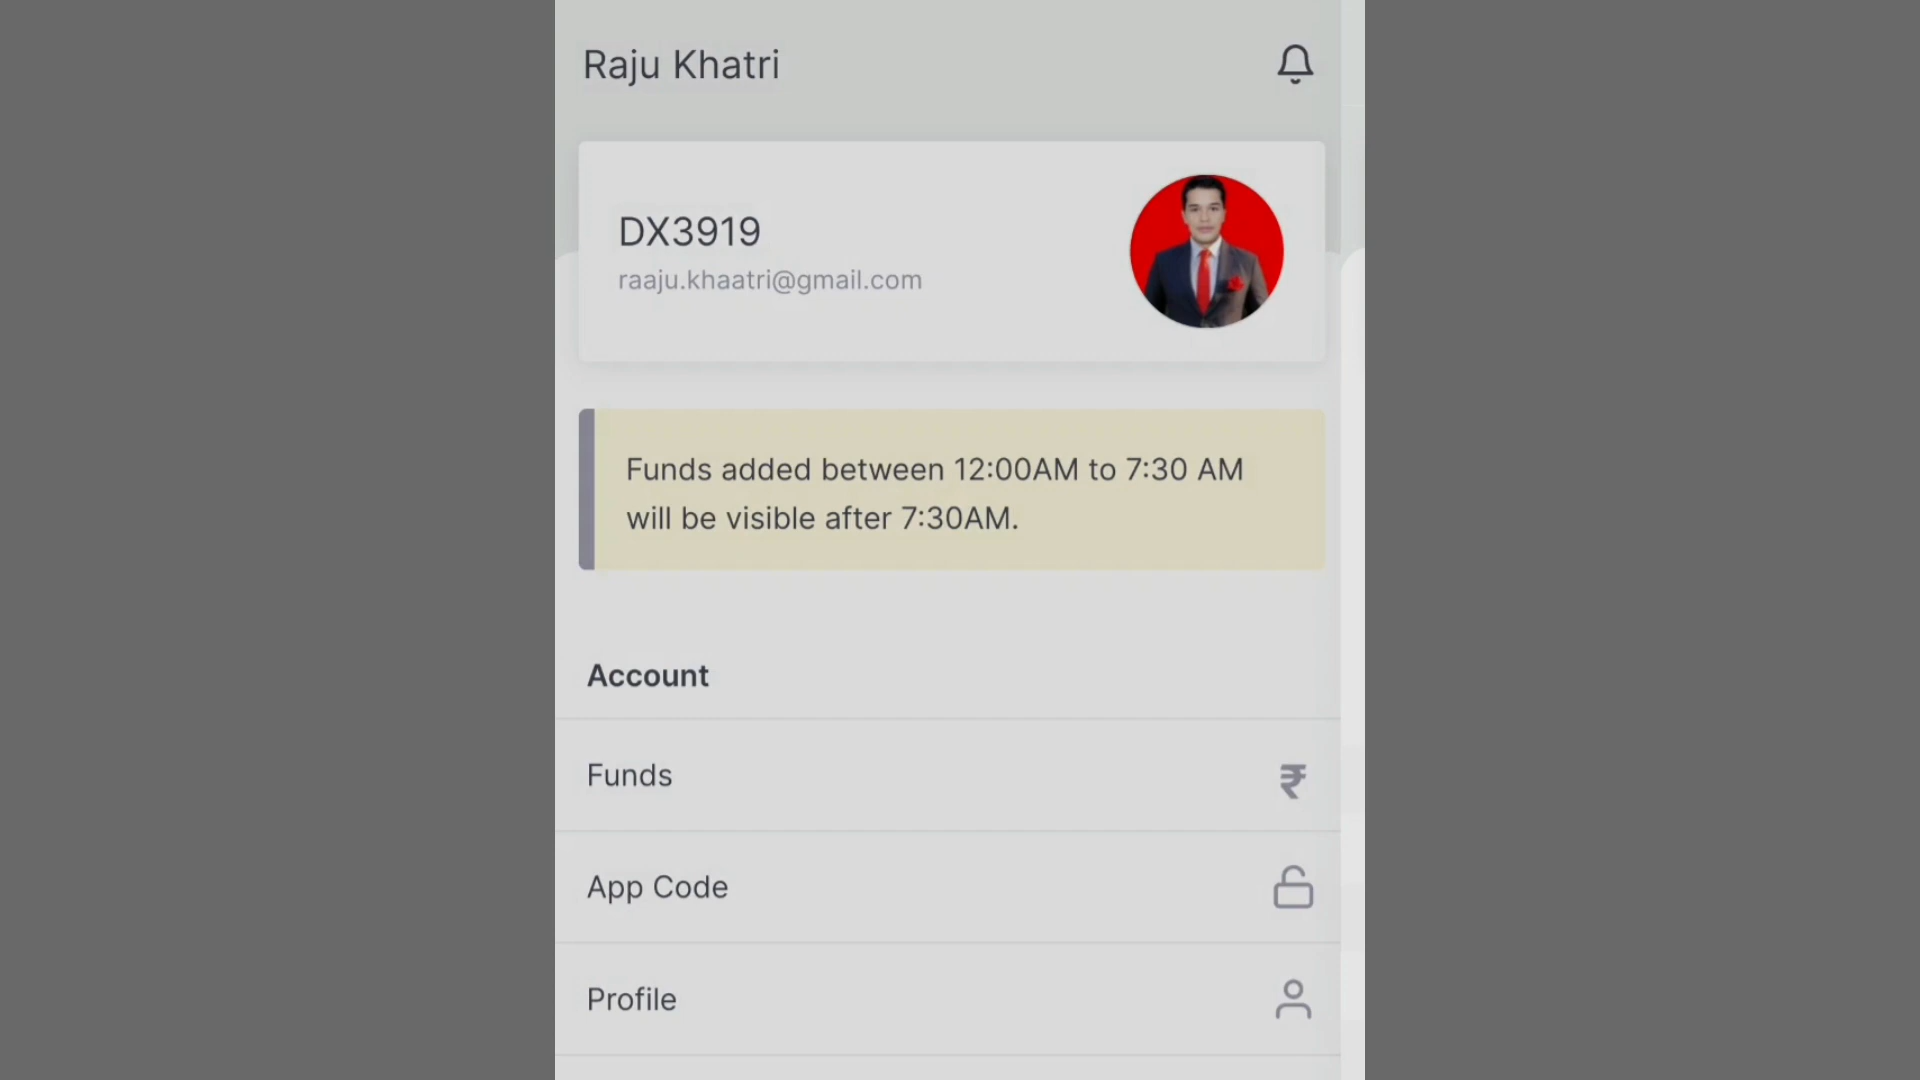 Raju Khatri
DX3919
raaju.khaatri@gmail.com
Funds added between 12:00AM to 7:30 AM
will be visible after 7:30AM.
Account
Funds
₹
App Code
Profile